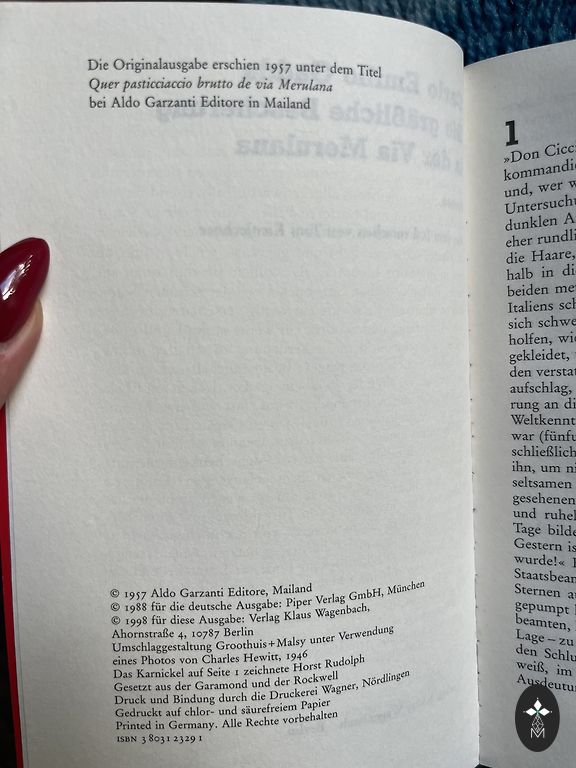 Die Originalausgabe erschien 1957 unter dem Titel
Quer pasticciaccio brutto de via Merulana
bei Aldo Garzanti Editore in Mailand
© 1957 Aldo Garzanti Editore, Mailand
© 1988 für die deutsche Ausgabe: Piper Verlag GmbH, München
© 1998 für diese Ausgabe: Verlag Klaus Wagenbach,
Ahornstraße 4, 10787 Berlin
Umschlaggestaltung Groothuis+Malsy unter Verwendung
eines Photos von Charles Hewitt, 1946
Das Karnickel auf Seite 1 zeichnete Horst Rudolph
Gesetzt aus der Garamond und der Rockwell
Druck und Bindung durch die Druckerei Wagner, Nördlingen
Gedruckt auf chlor- und säurefreiem Papier
Printed in Germany. Alle Rechte vorbehalten
ISBN 3 8031 2329 1
1
»Don Cicc
kommandie
und, wer w
Untersuchu
dunklen A
eher rundli
die Haare,
halb in di
beiden me
Italiens sch
sich schwe
holfen, wie
gekleidet,
den verstat
aufschlag,
rung an di
Weltkennt
war (fünfu
schließlich
ihn, um ni
seltsamen
gesehenen
und ruhel
Tage bilde
Gestern is
wurde!«
Staatsbeam
Sternen au
gepumpt
beamten,
Lage – zu
den Schlu
weiß, im
Ausdeutun